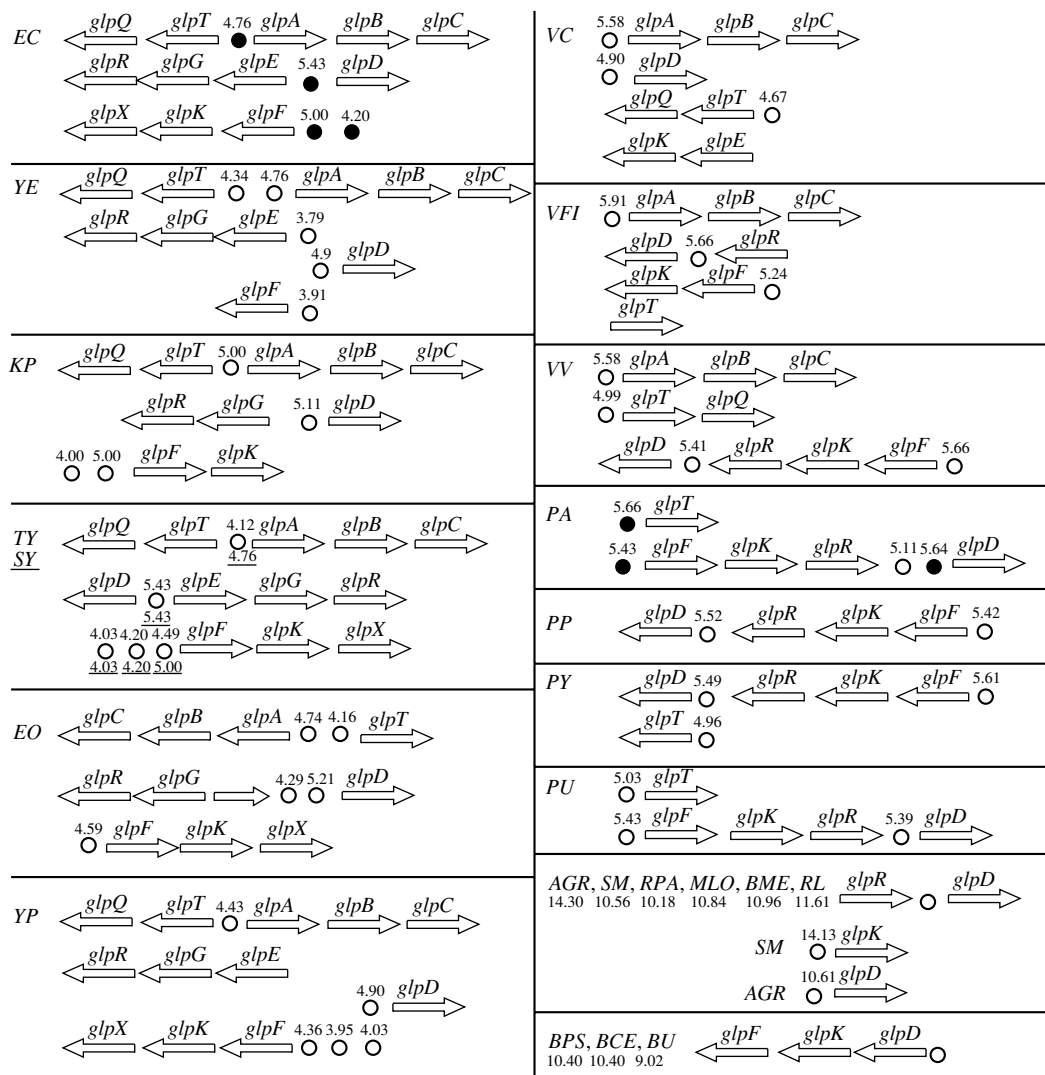 EC glpQ glpT 4.76 glpA glpB glpC
glpR glpG glpE 5.43 glpD
glpX glpK glpF 5.00 4.20
YE glpQ glpT 4.34 4.76 glpA glpB glpC
glpR glpG glpE 3.79
4.9 glpD
glpF 3.91
KP glpQ glpT 5.00 glpA glpB glpC
glpR glpG 5.11 glpD
4.00 5.00 glpF glpK
TY glpQ glpT 4.12 glpA glpB glpC
SY 4.76
glpD 5.43 glpE glpG glpR
5.43
4.03 4.20 4.49 glpF glpK glpX
4.03 4.20 5.00
EO glpC glpB glpA 4.74 4.16 glpT
glpR glpG 4.29 5.21 glpD
4.59 glpF glpK glpX
YP glpQ glpT 4.43 glpA glpB glpC
glpR glpG glpE
4.90 glpD
glpX glpK glpF 4.36 3.95 4.03
VC 5.58 glpA glpB glpC
4.90 glpD
glpQ glpT 4.67
glpK glpE
VFI 5.91 glpA glpB glpC
glpD 5.66 glpR
glpK glpF 5.24
glpT
VV 5.58 glpA glpB glpC
4.99 glpT glpQ
glpD 5.41 glpR glpK glpF 5.66
PA 5.66 glpT
5.43 glpF glpK glpR 5.11 5.64 glpD
PP glpD 5.52 glpR glpK glpF 5.42
PY glpD 5.49 glpR glpK glpF 5.61
glpT 4.96
PU 5.03 glpT
5.43 glpF glpK glpR 5.39 glpD
AGR, SM, RPA, MLO, BME, RL glpR glpD
14.30 10.56 10.18 10.84 10.96 11.61
SM 14.13 glpK
AGR 10.61 glpD
BPS, BCE, BU glpF glpK glpD
10.40 10.40 9.02